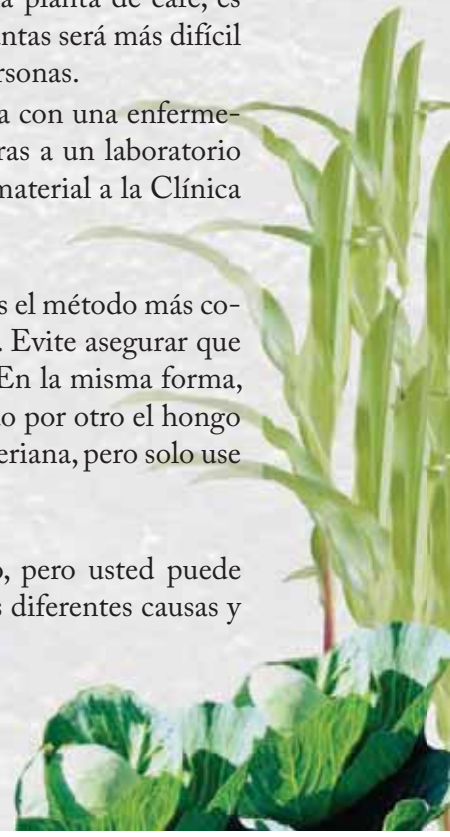 a planta de café, es
ntas será más difícil
rsonas.
a con una enferme-
ras a un laboratorio
material a la Clínica
s el método más co-
. Evite asegurar que
En la misma forma,
o por otro el hongo
eriana, pero solo use
o, pero usted puede
s diferentes causas y